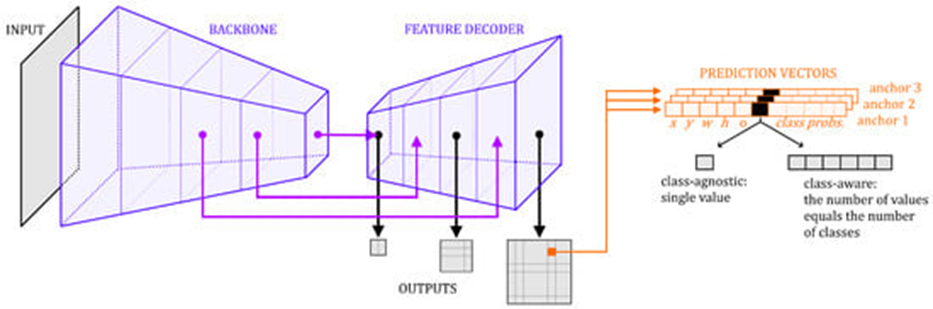 INPUT
BACKBONE
FEATURE DECODER
OUTPUTS
PREDICTION VECTORS
anchor 3
anchor 2
anchor 1
x y w h o class probs.
class-agnostic:
single value
class-aware:
the number of values
equals the number
of classes